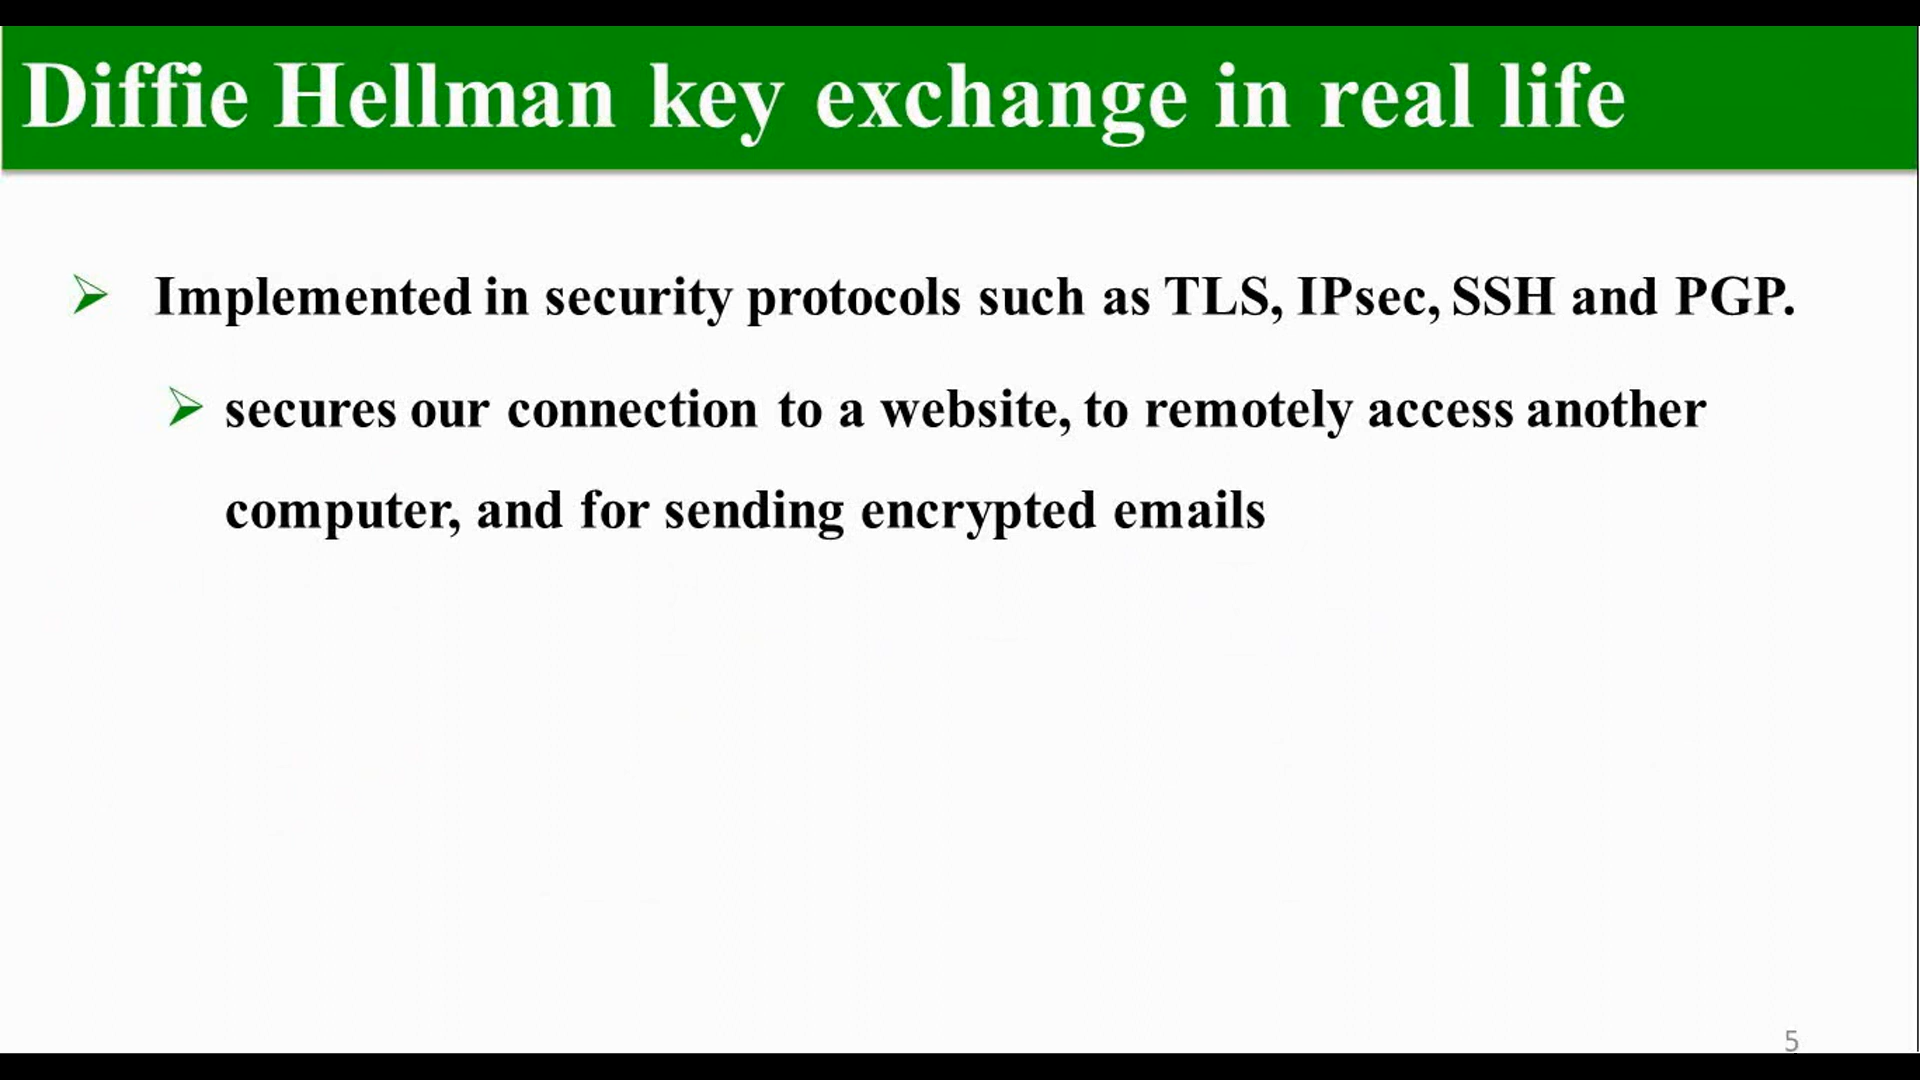 Diffie Hellman key exchange in real life
Implemented in security protocols such as TLS, IPsec, SSH and PGP.
secures our connection to a website, to remotely access another
computer, and for sending encrypted emails
5